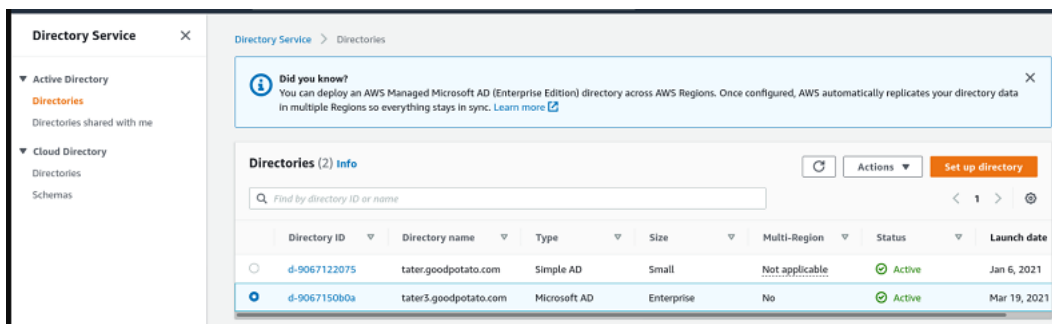 Directory Service
Active Directory
Directories
Directories shared with me
Cloud Directory
Directories
Schemas
Directory Service > Directories
Did you know?
You can deploy an AWS Managed Microsoft AD (Enterprise Edition) directory across AWS Regions. Once configured, AWS automatically replicates your directory data
in multiple Regions so everything stays in sync. Learn more
Directories (2) Info
Actions
Set up directory
Find by directory ID or name
1
Directory ID Directory name Type Size Multi-Region Status Launch date
d-9067122075 tater.goodpotato.com Simple AD Small Not applicable Active Jan 6, 2021
d-9067150b0a tater3.goodpotato.com Microsoft AD Enterprise No Active Mar 19, 2021